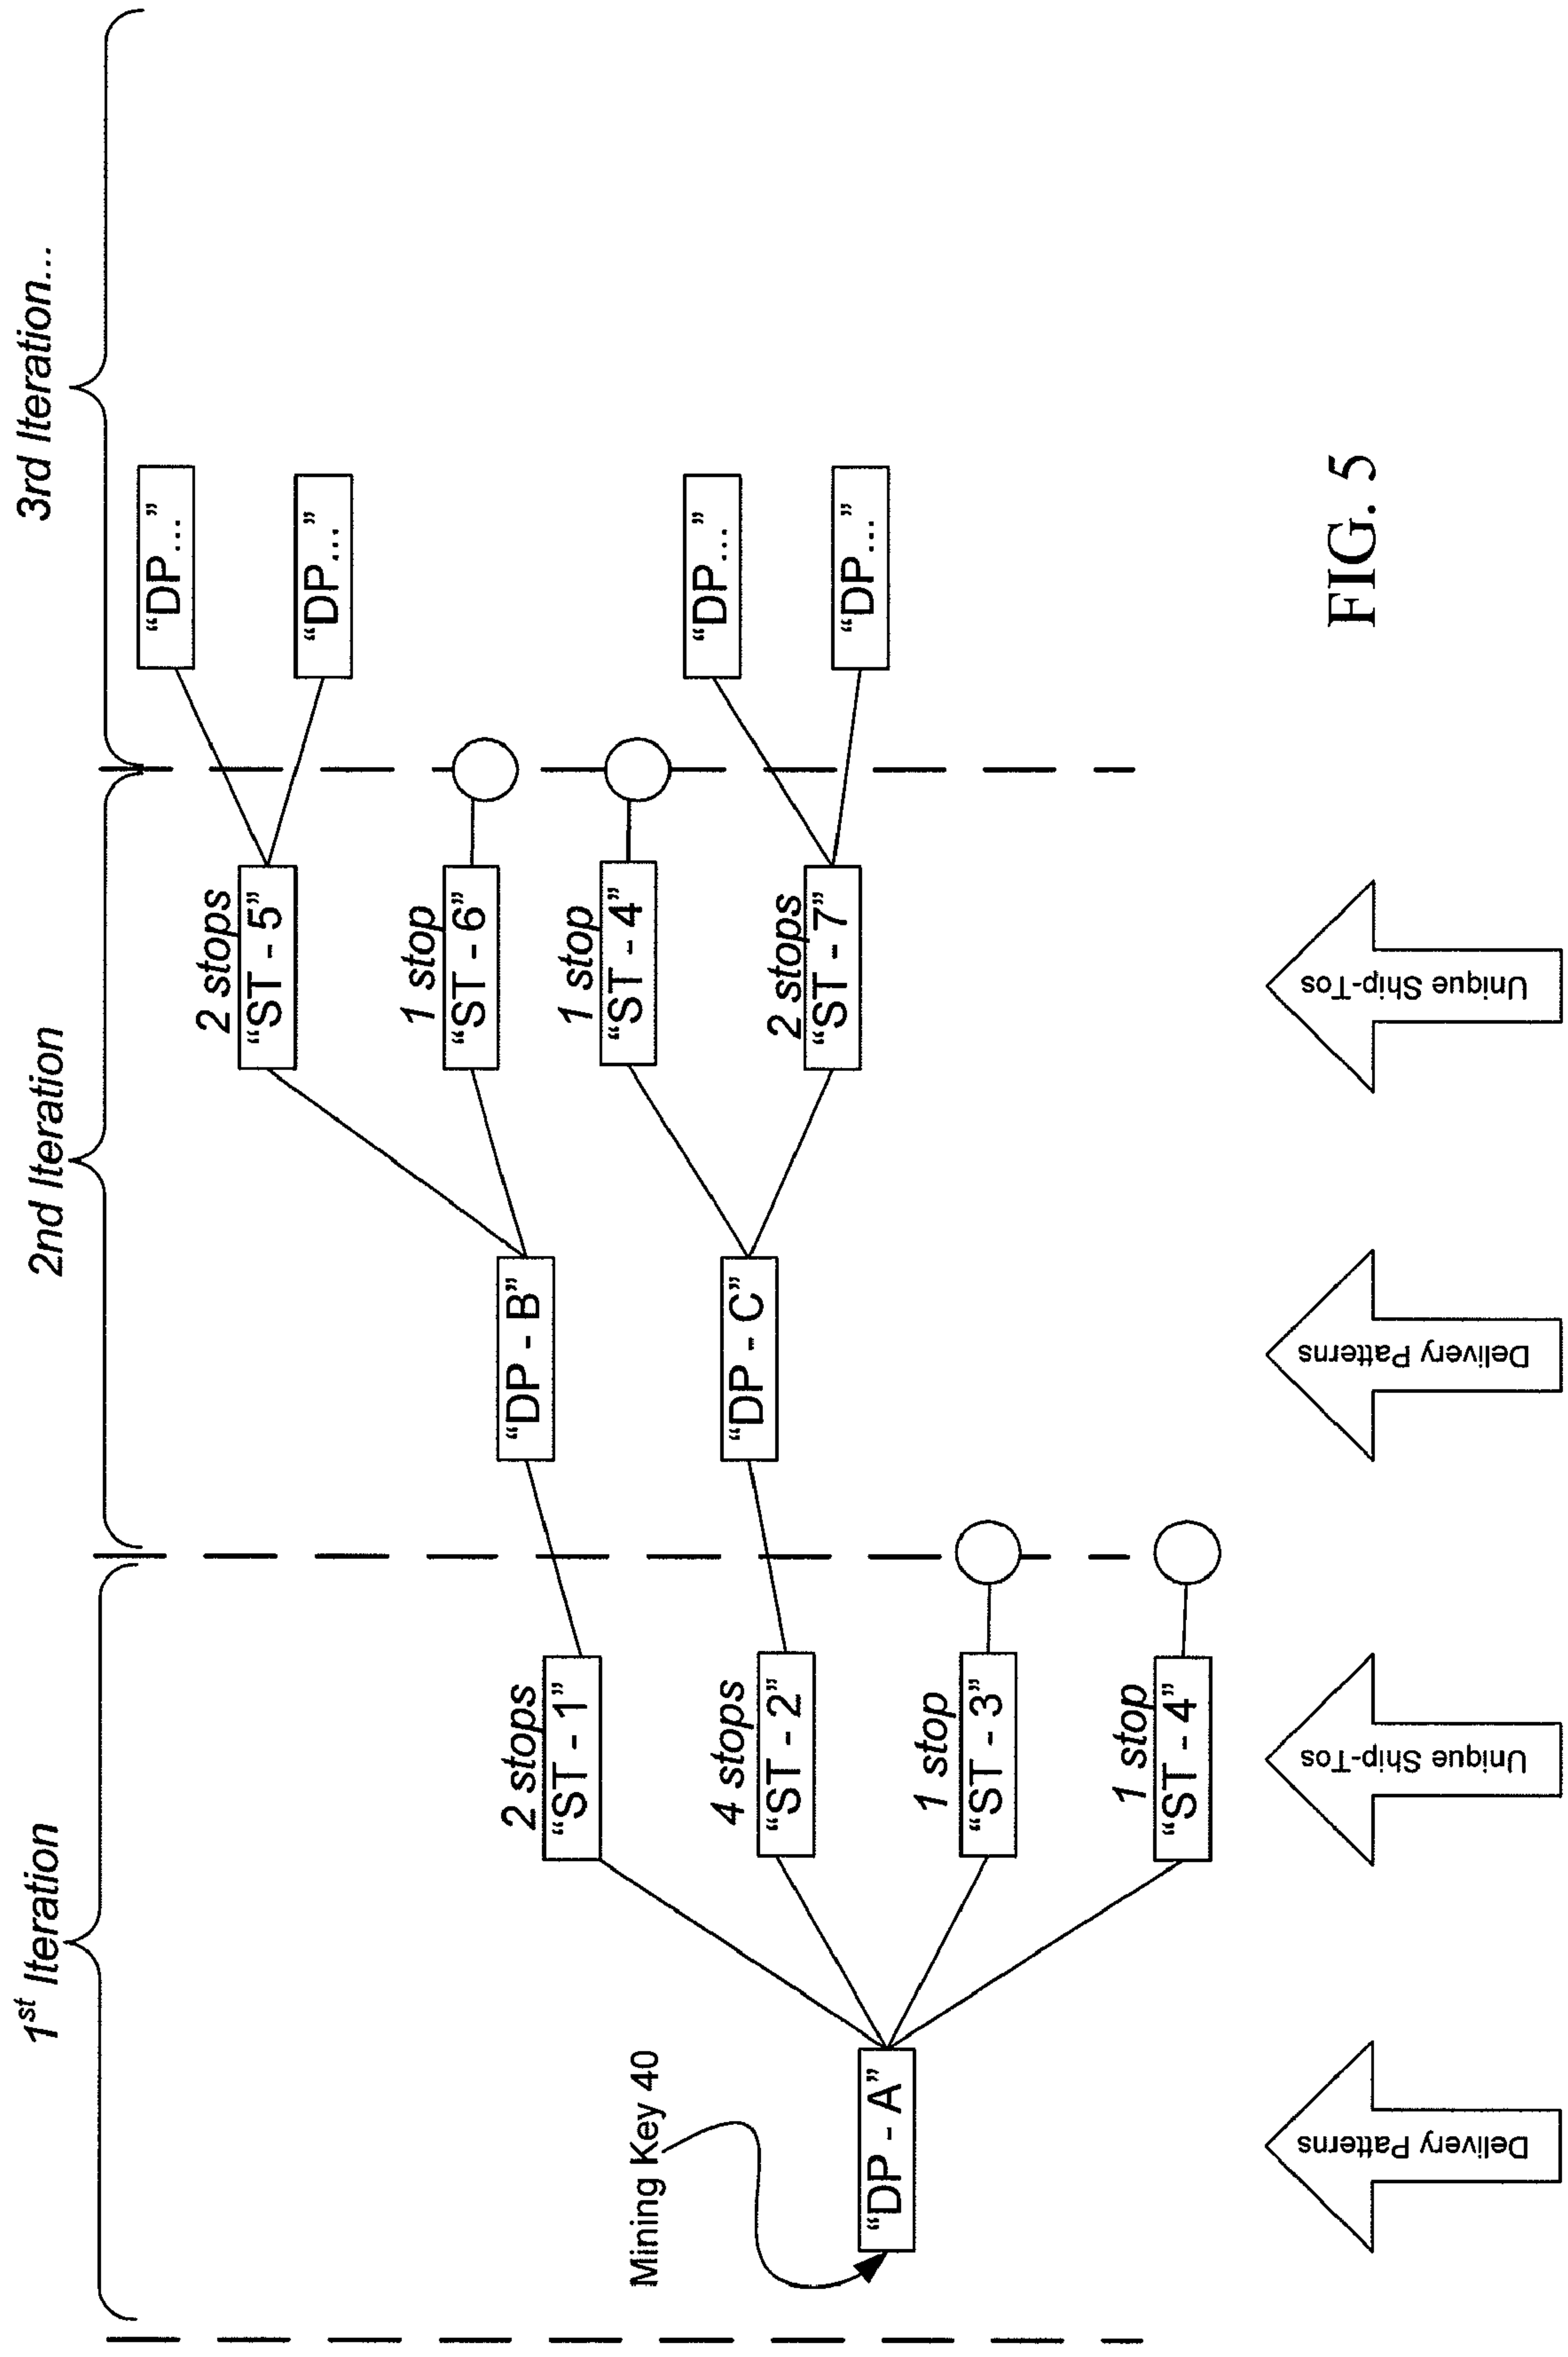 1st Iteration
2nd Iteration
3rd Iteration...
Mining Key 40
“DP - A”
2 stops
“ST - 1”
4 stops
“ST - 2”
1 stop
“ST - 3”
1 stop
“ST - 4”
“DP - B”
“DP - C”
2 stops
“ST - 5”
1 stop
“ST - 6”
1 stop
“ST - 4”
2 stops
“ST - 7”
“DP...”
“DP...”
“DP...”
“DP...”
Delivery Patterns
Unique Ship-Tos
Delivery Patterns
Unique Ship-Tos
FIG. 5